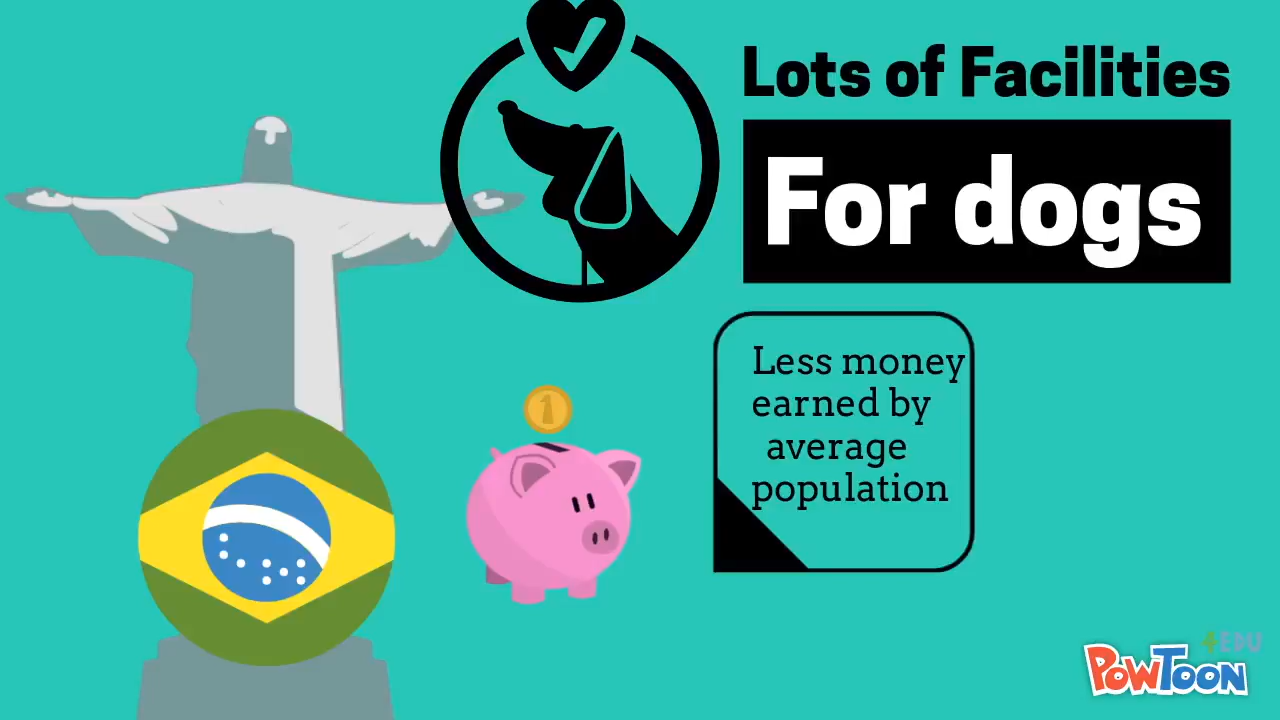 Lots of Facilities
For dogs
Less money
earned by
average
population
4EDU
POWTOON